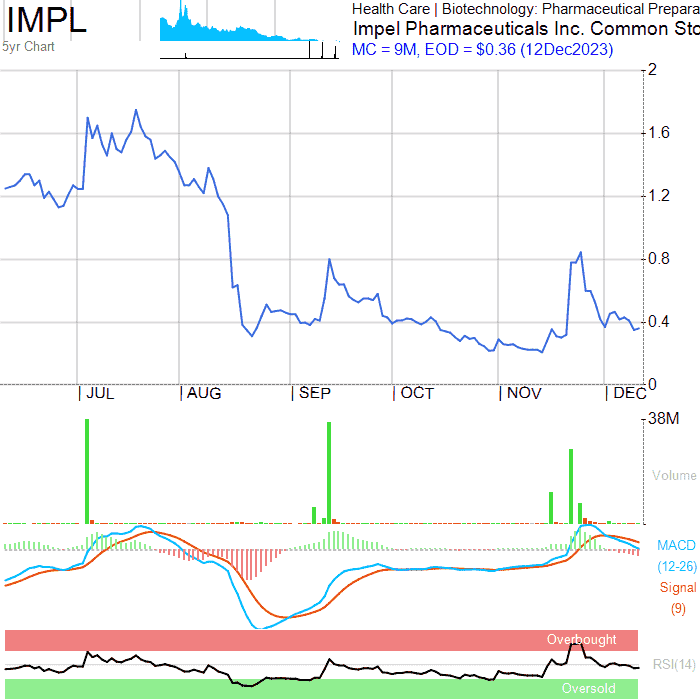 IMPL
5yr Chart
Health Care | Biotechnology: Pharmaceutical Prepara
Impel Pharmaceuticals Inc. Common Sto
MC = 9M, EOD = $0.36 (12Dec2023)
2
1.6
1.2
0.8
0.4
0
JUL
AUG
SEP
OCT
NOV
DEC
38M
Volume
MACD
(12-26)
Signal
(9)
Overbought
RSI(14)
Oversold